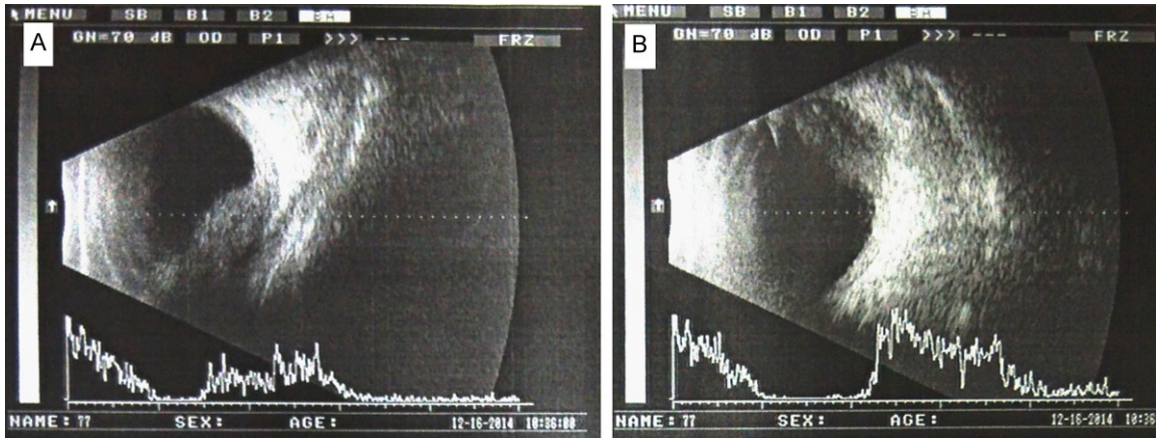 A
MENU SB B1 B2 BA
GN=70 dB OD P1 >>> --- FRZ
NAME: 77 SEX: AGE: 12-16-2014 10:36:00
B
MENU SB B1 B2 BA
GN=70 dB OD P1 >>> --- FRZ
NAME: 77 SEX: AGE: 12-16-2014 10:36